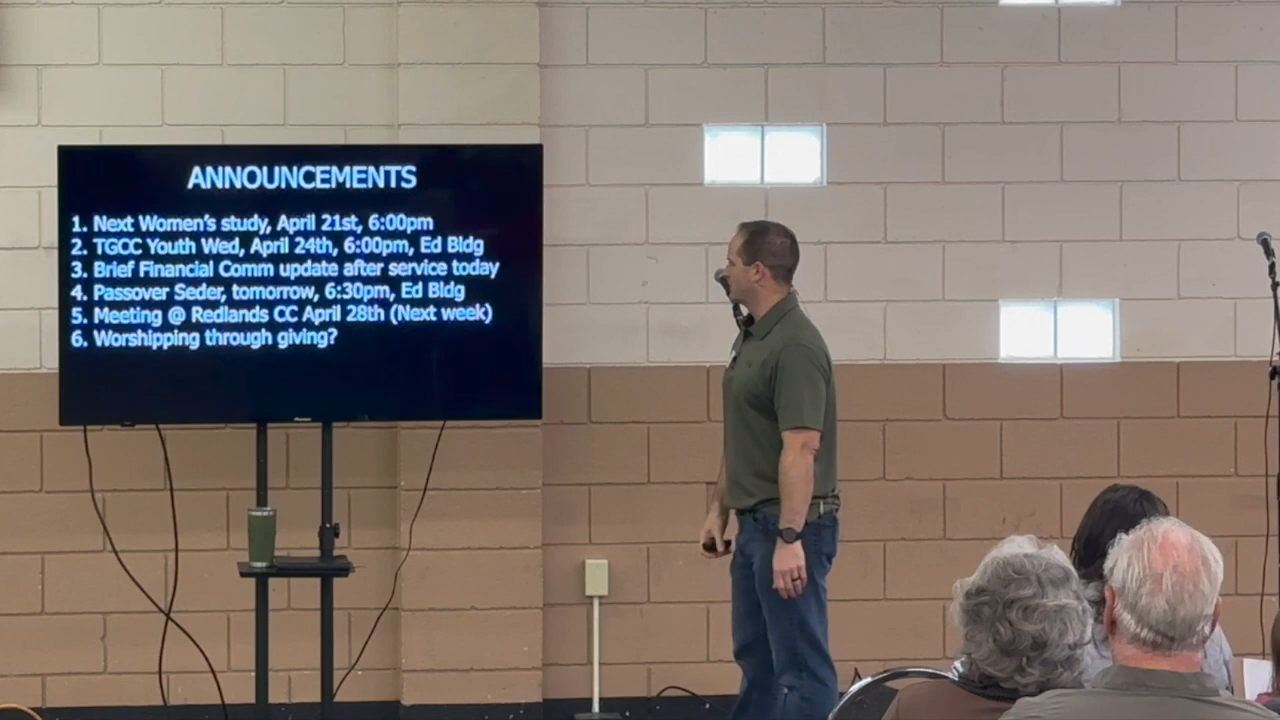 ANNOUNCEMENTS
1. Next Women's study, April 21st, 6:00pm
2. TGCC Youth Wed, April 24th, 6:00pm, Ed Bldg
3. Brief Financial Comm update after service today
4. Passover Seder, tomorrow, 6:30pm, Ed Bldg
5. Meeting @ Redlands CC April 28th (Next week)
6. Worshipping through giving?